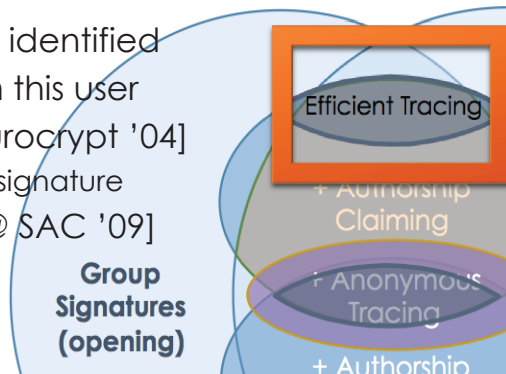 identified
this user
urocrypt ’04]
signature
@ SAC ’09]
Group
Signatures
(opening)
Efficient Tracing
+ Authorship
Claiming
+ Anonymous
Tracing
+ Authorship